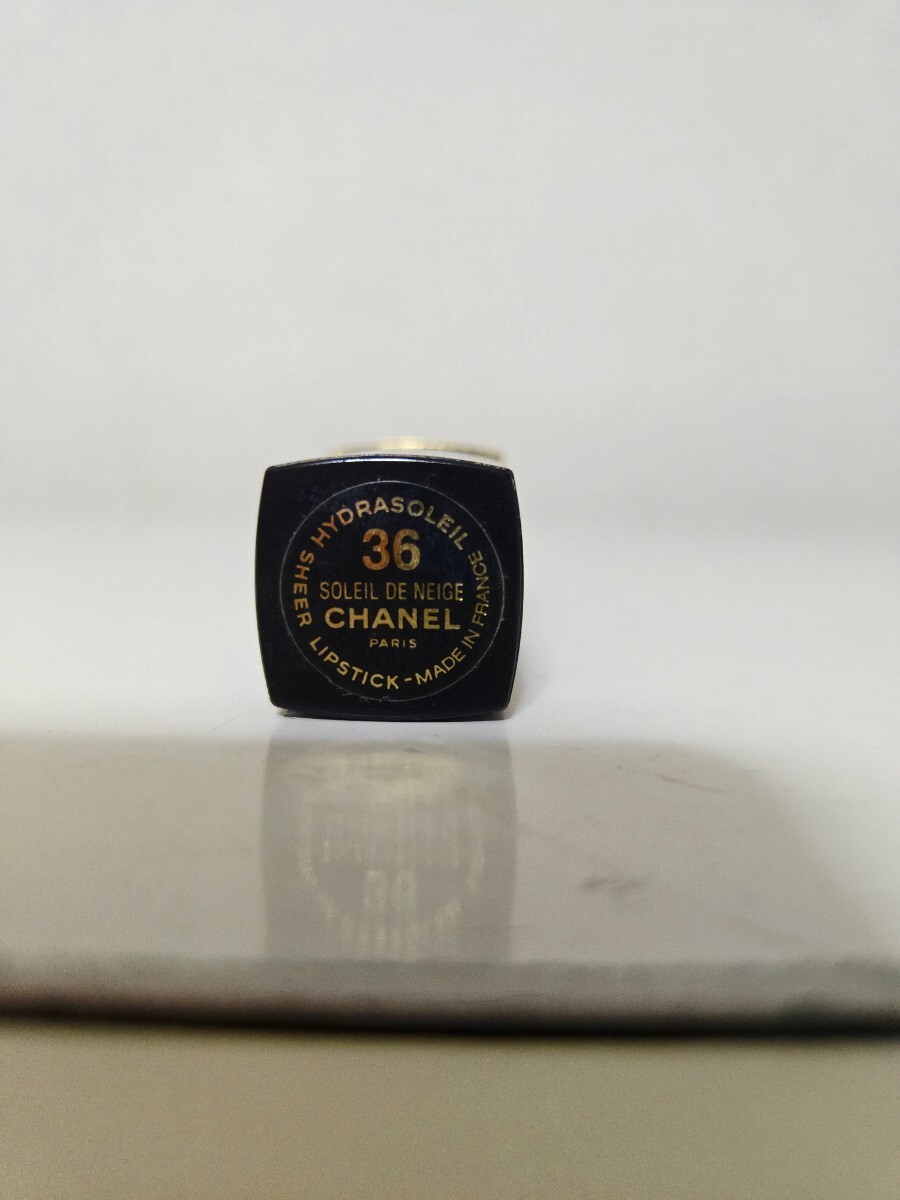 HYDRASOLEIL
36
SOLEIL DE NEIGE
CHANEL
PARIS
SHEER LIPSTICK - MADE IN FRANCE